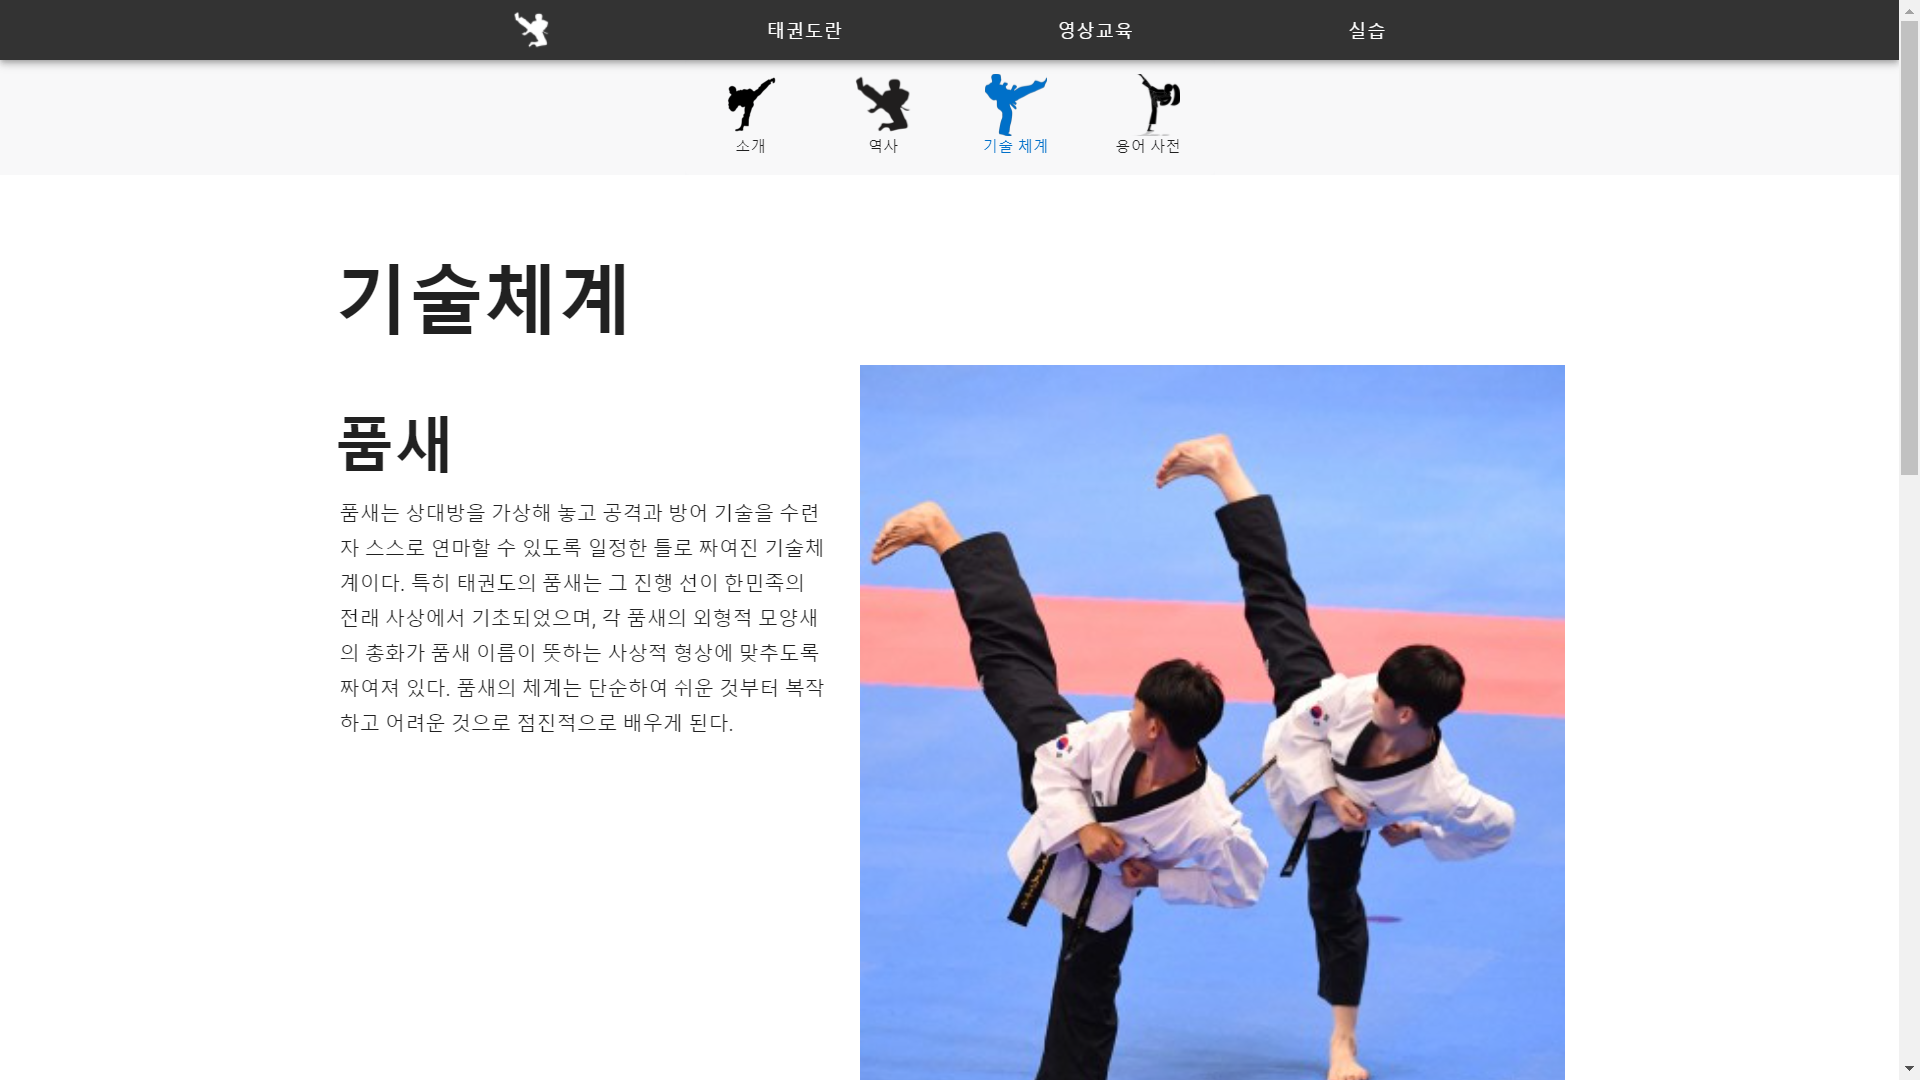 태권도란
영상교육
실습
소개
역사
기술 체계
용어 사전
기술체계
품새
품새는 상대방을 가상해 놓고 공격과 방어 기술을 수련
자 스스로 연마할 수 있도록 일정한 틀로 짜여진 기술체
계이다. 특히 태권도의 품새는 그 진행 선이 한민족의
전래 사상에서 기초되었으며, 각 품새의 외형적 모양새
의 총화가 품새 이름이 뜻하는 사상적 형상에 맞추도록
짜여져 있다. 품새의 체계는 단순하여 쉬운 것부터 복작
하고 어려운 것으로 점진적으로 배우게 된다.